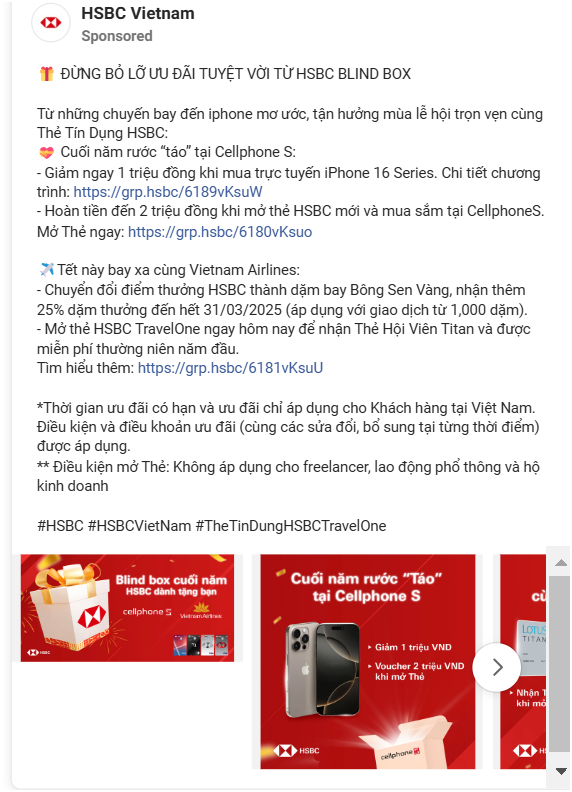 HSBC Vietnam
Sponsored
🎁 ĐỪNG BỎ LỠ ƯU ĐÃI TUYỆT VỜI TỪ HSBC BLIND BOX
Từ những chuyến bay đến iphone mơ ước, tận hưởng mùa lễ hội trọn vẹn cùng
Thẻ Tín Dụng HSBC:
💝 Cuối năm rước “táo” tại Cellphone S:
- Giảm ngay 1 triệu đồng khi mua trực tuyến iPhone 16 Series. Chi tiết chương
trình: https://grp.hsbc/6189vKsuW
- Hoàn tiền đến 2 triệu đồng khi mở thẻ HSBC mới và mua sắm tại CellphoneS.
Mở Thẻ ngay: https://grp.hsbc/6180vKsuo
✈️Tết này bay xa cùng Vietnam Airlines:
- Chuyển đổi điểm thưởng HSBC thành dặm bay Bông Sen Vàng, nhận thêm
25% dặm thưởng đến hết 31/03/2025 (áp dụng với giao dịch từ 1,000 dặm).
- Mở thẻ HSBC TravelOne ngay hôm nay để nhận Thẻ Hội Viên Titan và được
miễn phí thường niên năm đầu.
Tìm hiểu thêm: https://grp.hsbc/6181vKsuU
*Thời gian ưu đãi có hạn và ưu đãi chỉ áp dụng cho Khách hàng tại Việt Nam.
Điều kiện và điều khoản ưu đãi (cùng các sửa đổi, bổ sung tại từng thời điểm)
được áp dụng.
** Điều kiện mở Thẻ: Không áp dụng cho freelancer, lao động phổ thông và hộ
kinh doanh
#HSBC #HSBCVietNam #TheTinDungHSBCTravelOne
Blind box cuối năm
HSBC dành tặng bạn
cellphoneS
Vietnam Airlines
HSBC
Cuối năm rước “Táo”
tại Cellphone S
Giảm 1 triệu VND
Voucher 2 triệu VND
khi mở Thẻ
cellphoneS
HSBC
LOTUS
TITAN
Nhận
khi mở
HSBC